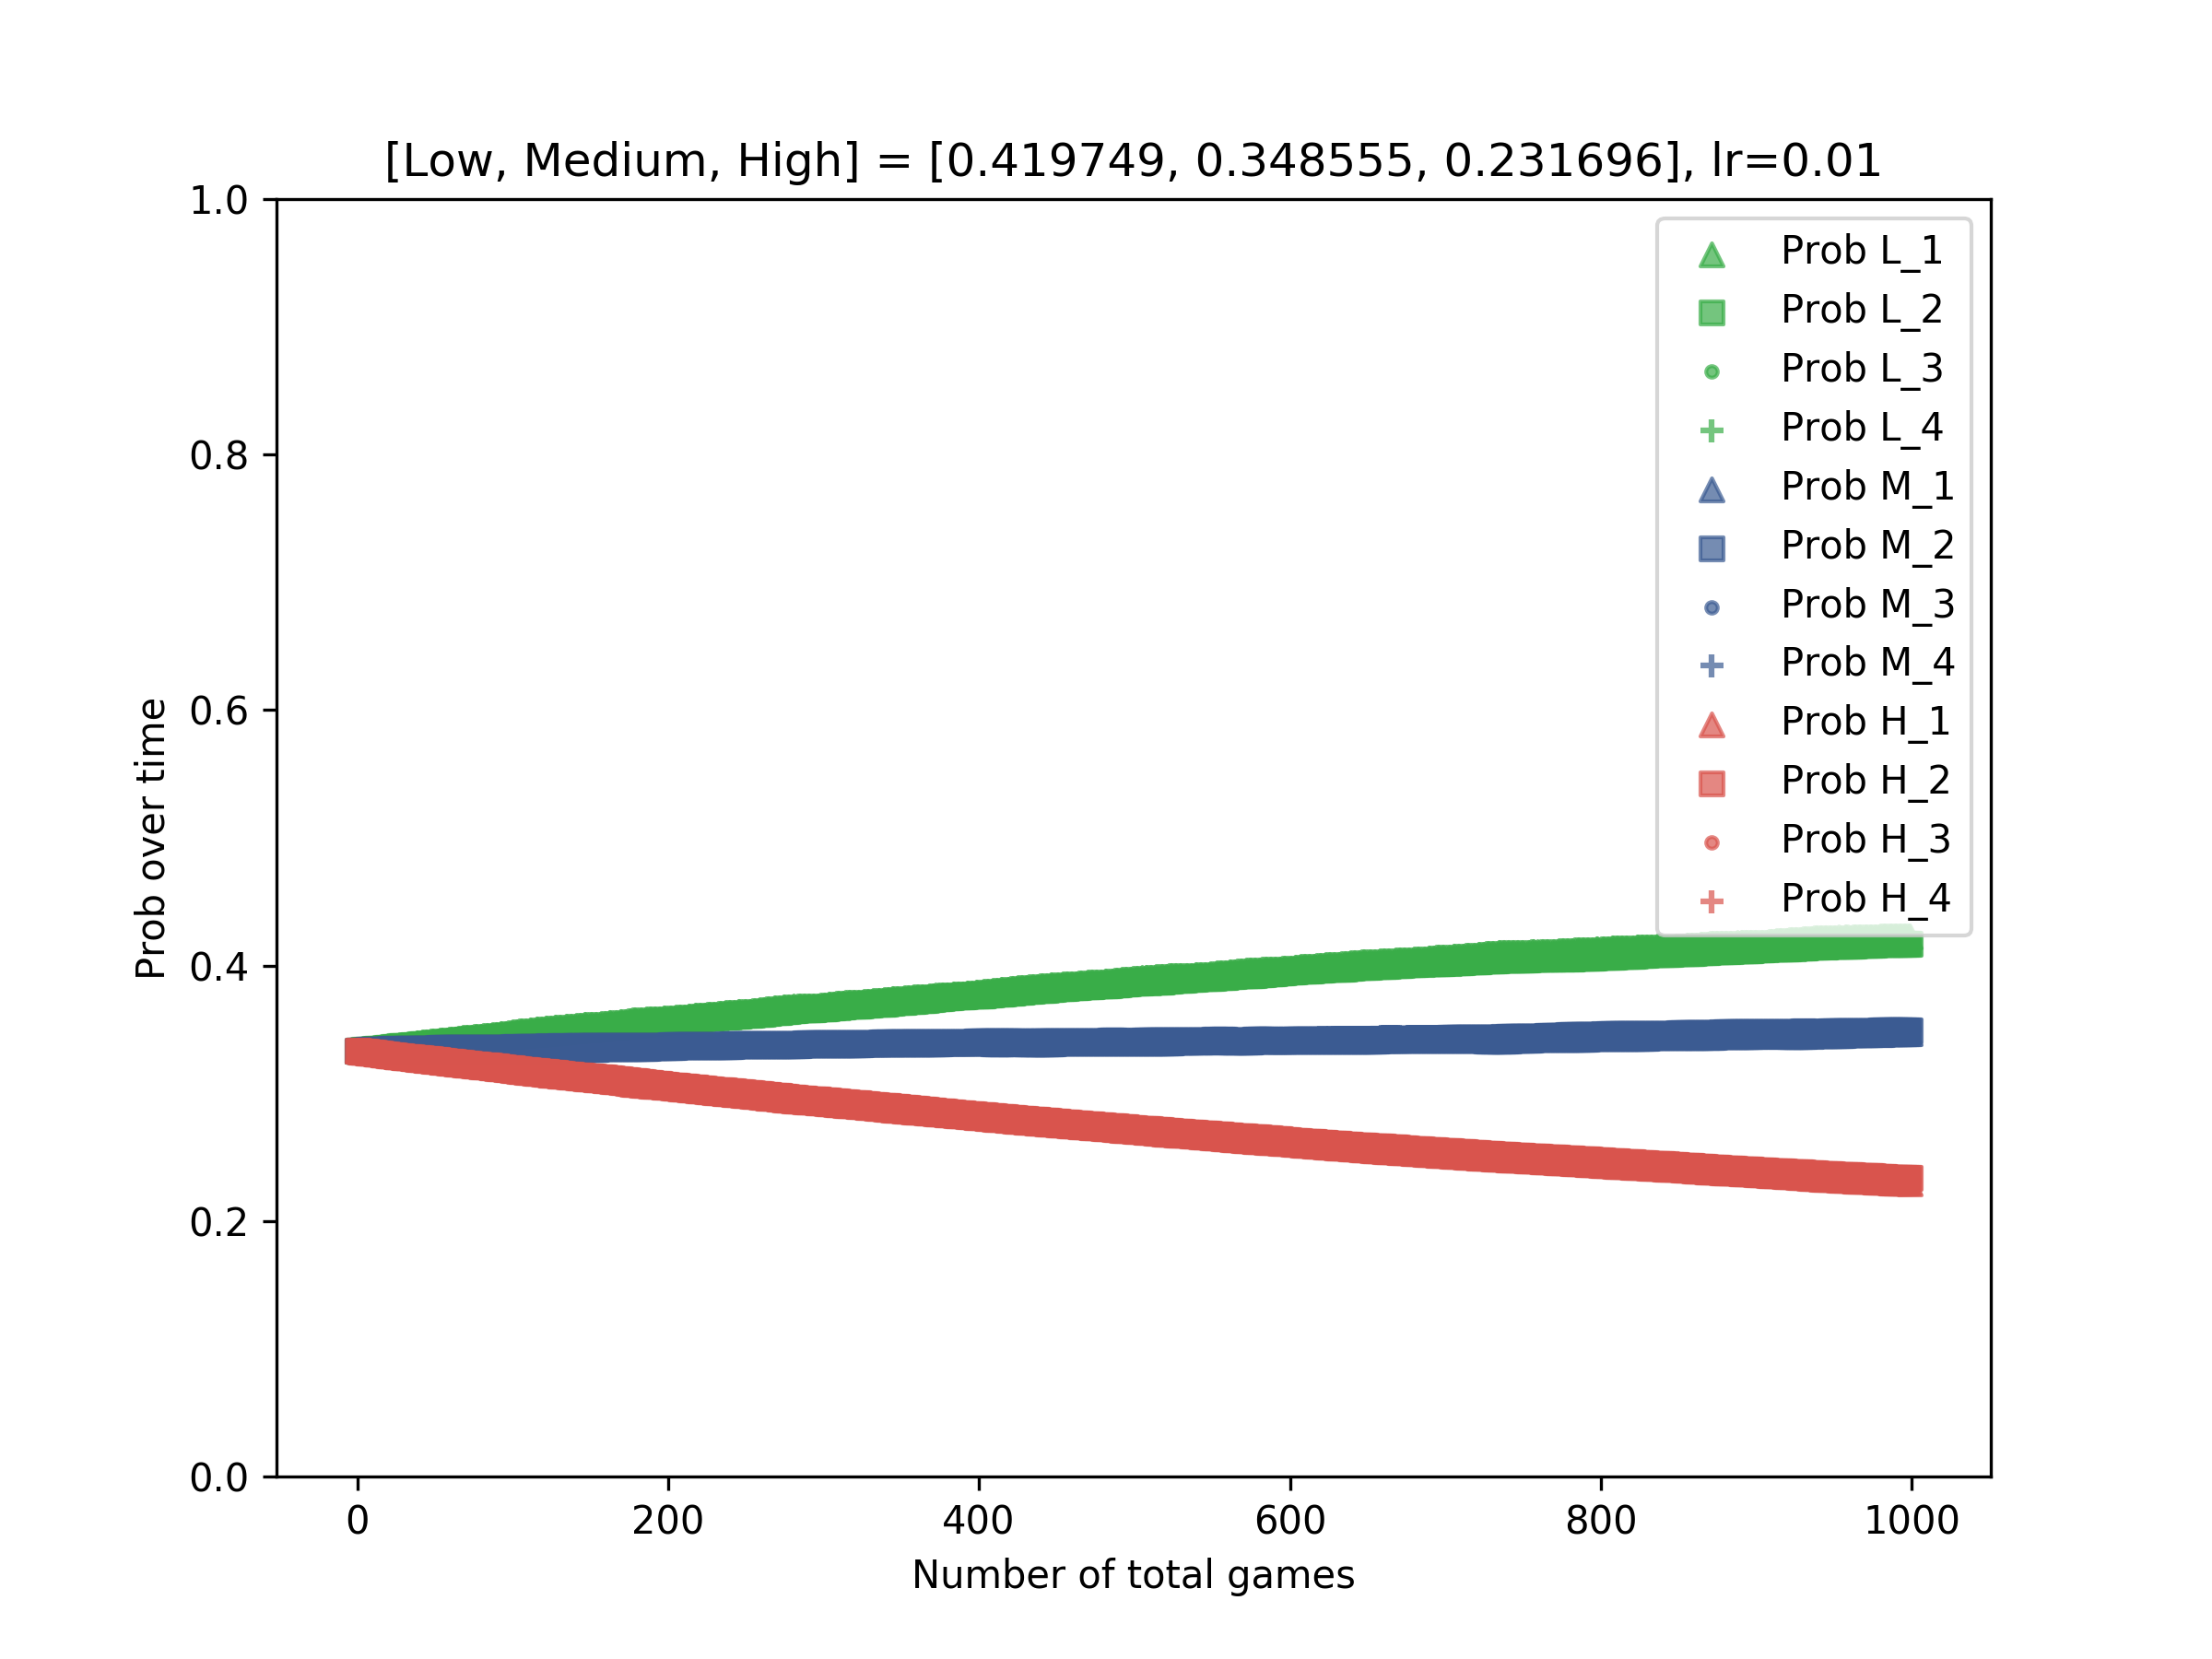 [Low, Medium, High] = [0.419749, 0.348555, 0.231696], lr=0.01
1.0
0.8
0.6
0.4
0.2
0.0
Prob over time
Prob L_1
Prob L_2
Prob L_3
Prob L_4
Prob M_1
Prob M_2
Prob M_3
Prob M_4
Prob H_1
Prob H_2
Prob H_3
Prob H_4
0 200 400 600 800 1000
Number of total games